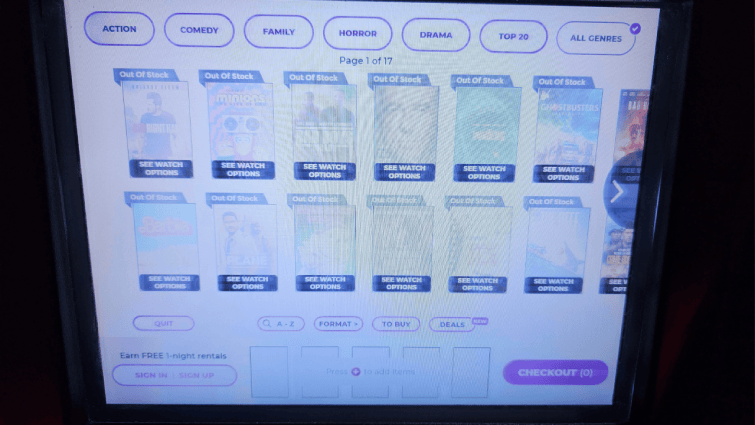 ACTION COMEDY FAMILY HORROR DRAMA TOP 20 ALL GENRES
Page 1 of 17
Out Of Stock Out Of Stock Out Of Stock Out Of Stock Out Of Stock Out Of Stock
minions GHOSTBUSTERS
SEE WATCH OPTIONS SEE WATCH OPTIONS SEE WATCH OPTIONS SEE WATCH OPTIONS SEE WATCH OPTIONS SEE WATCH OPTIONS
Out Of Stock Out Of Stock Out Of Stock Out Of Stock Out Of Stock Out Of Stock
PLANE
SEE WATCH OPTIONS SEE WATCH OPTIONS SEE WATCH OPTIONS SEE WATCH OPTIONS SEE WATCH OPTIONS SEE WATCH OPTIONS
QUIT A - Z FORMAT TO BUY DEALS NEW
Earn FREE 1-night rentals
SIGN IN SIGN UP Press to add items CHECKOUT (0)